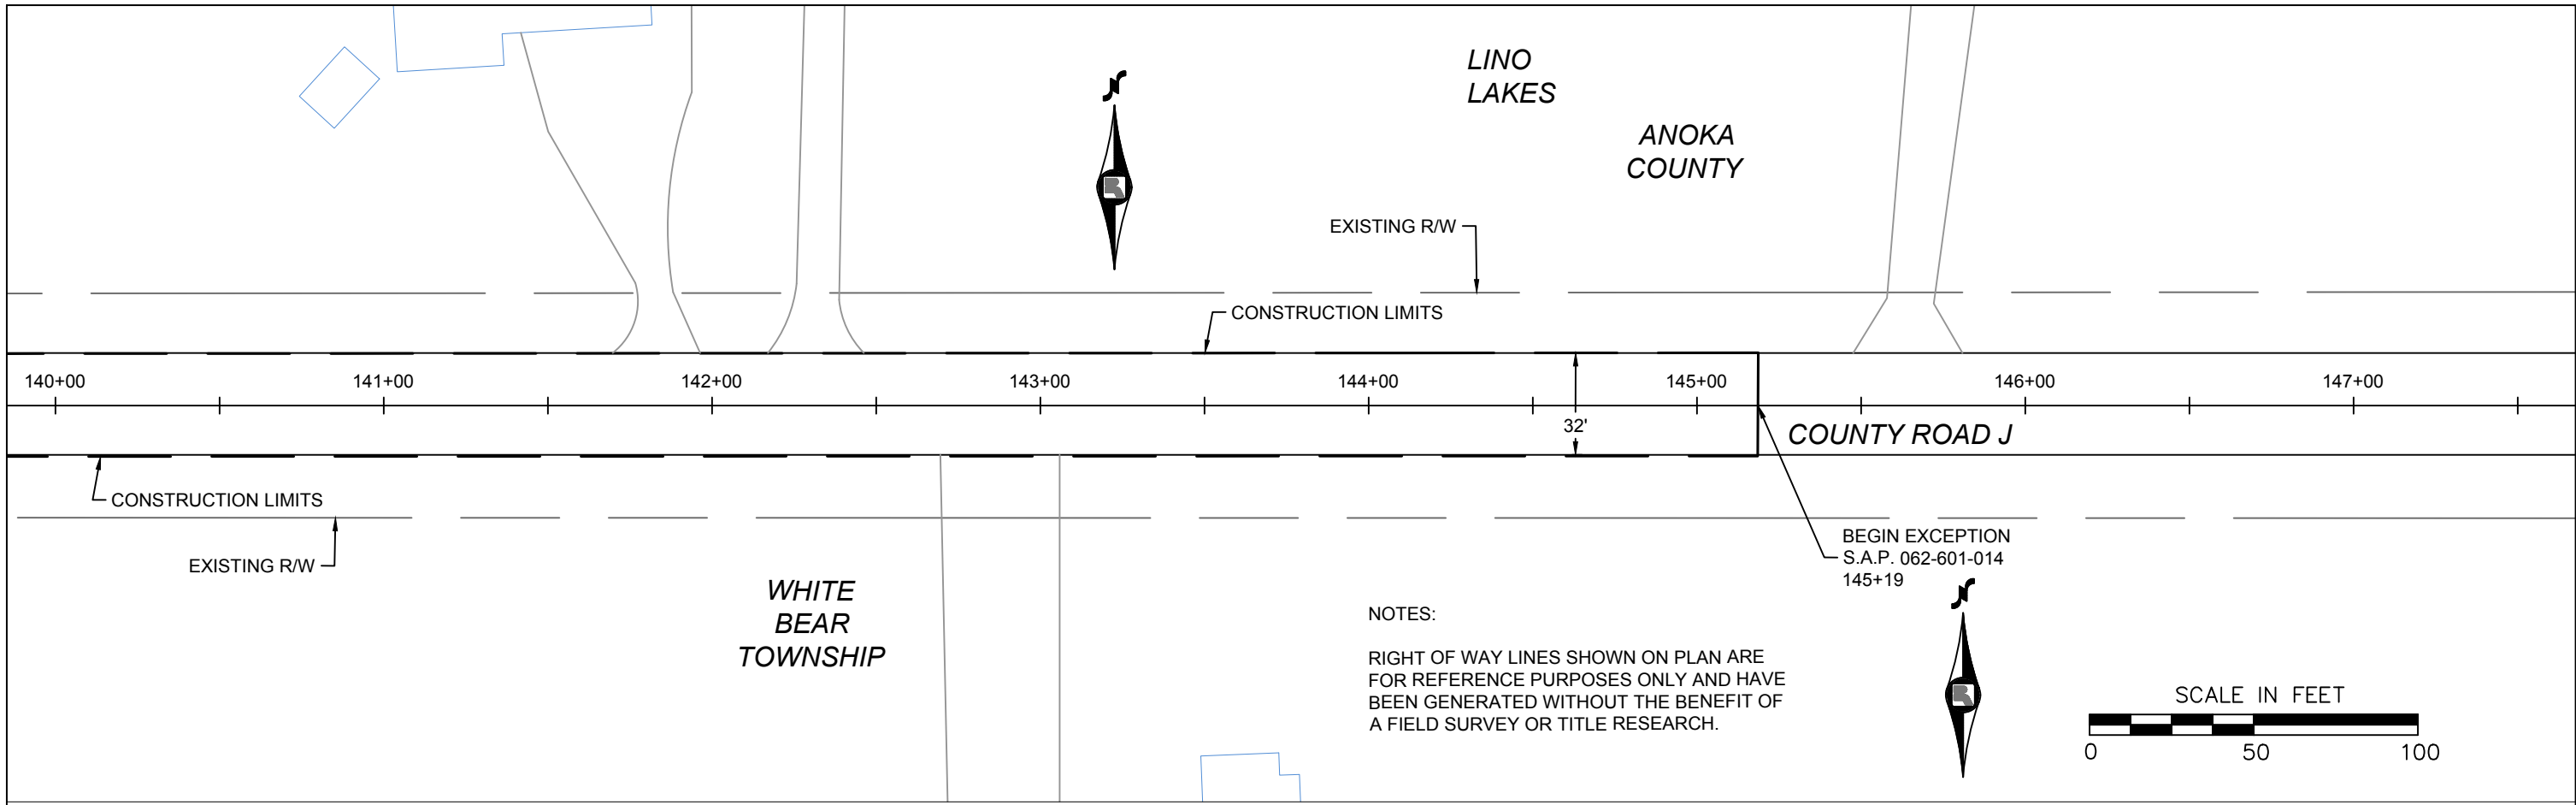 LINO
LAKES
N
ANOKA
COUNTY
EXISTING R/W
CONSTRUCTION LIMITS
140+00
141+00
142+00
143+00
144+00
145+00
146+00
147+00
32'
COUNTY ROAD J
CONSTRUCTION LIMITS
EXISTING R/W
BEGIN EXCEPTION
S.A.P. 062-601-014
145+19
WHITE
BEAR
TOWNSHIP
NOTES:
RIGHT OF WAY LINES SHOWN ON PLAN ARE
FOR REFERENCE PURPOSES ONLY AND HAVE
BEEN GENERATED WITHOUT THE BENEFIT OF
A FIELD SURVEY OR TITLE RESEARCH.
N
SCALE IN FEET
0 50 100